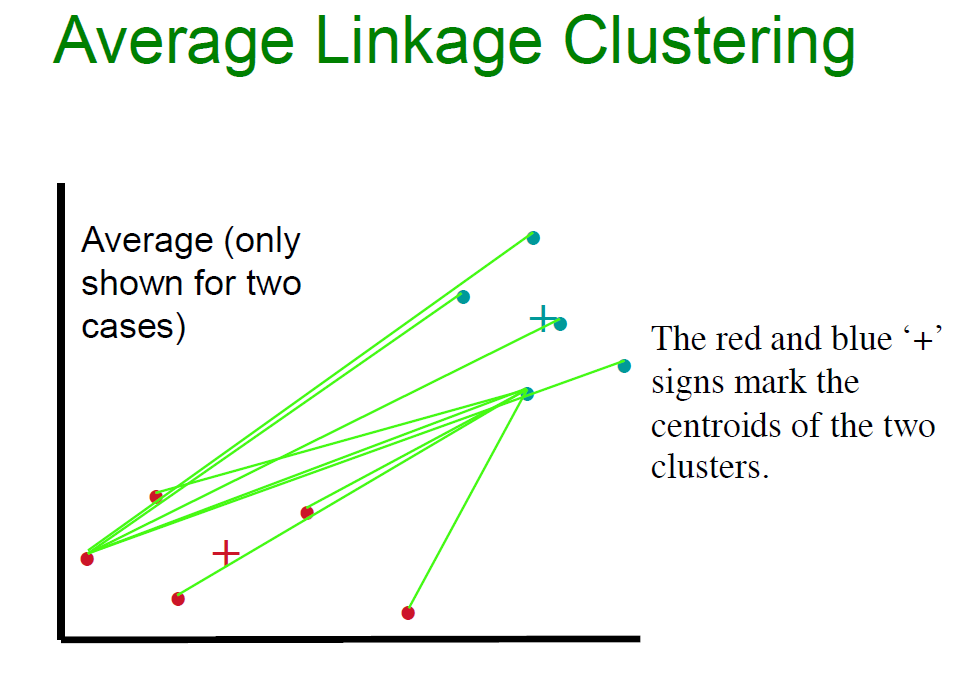 Average Linkage Clustering
Average (only
shown for two
cases)
The red and blue ‘+’
signs mark the
centroids of the two
clusters.